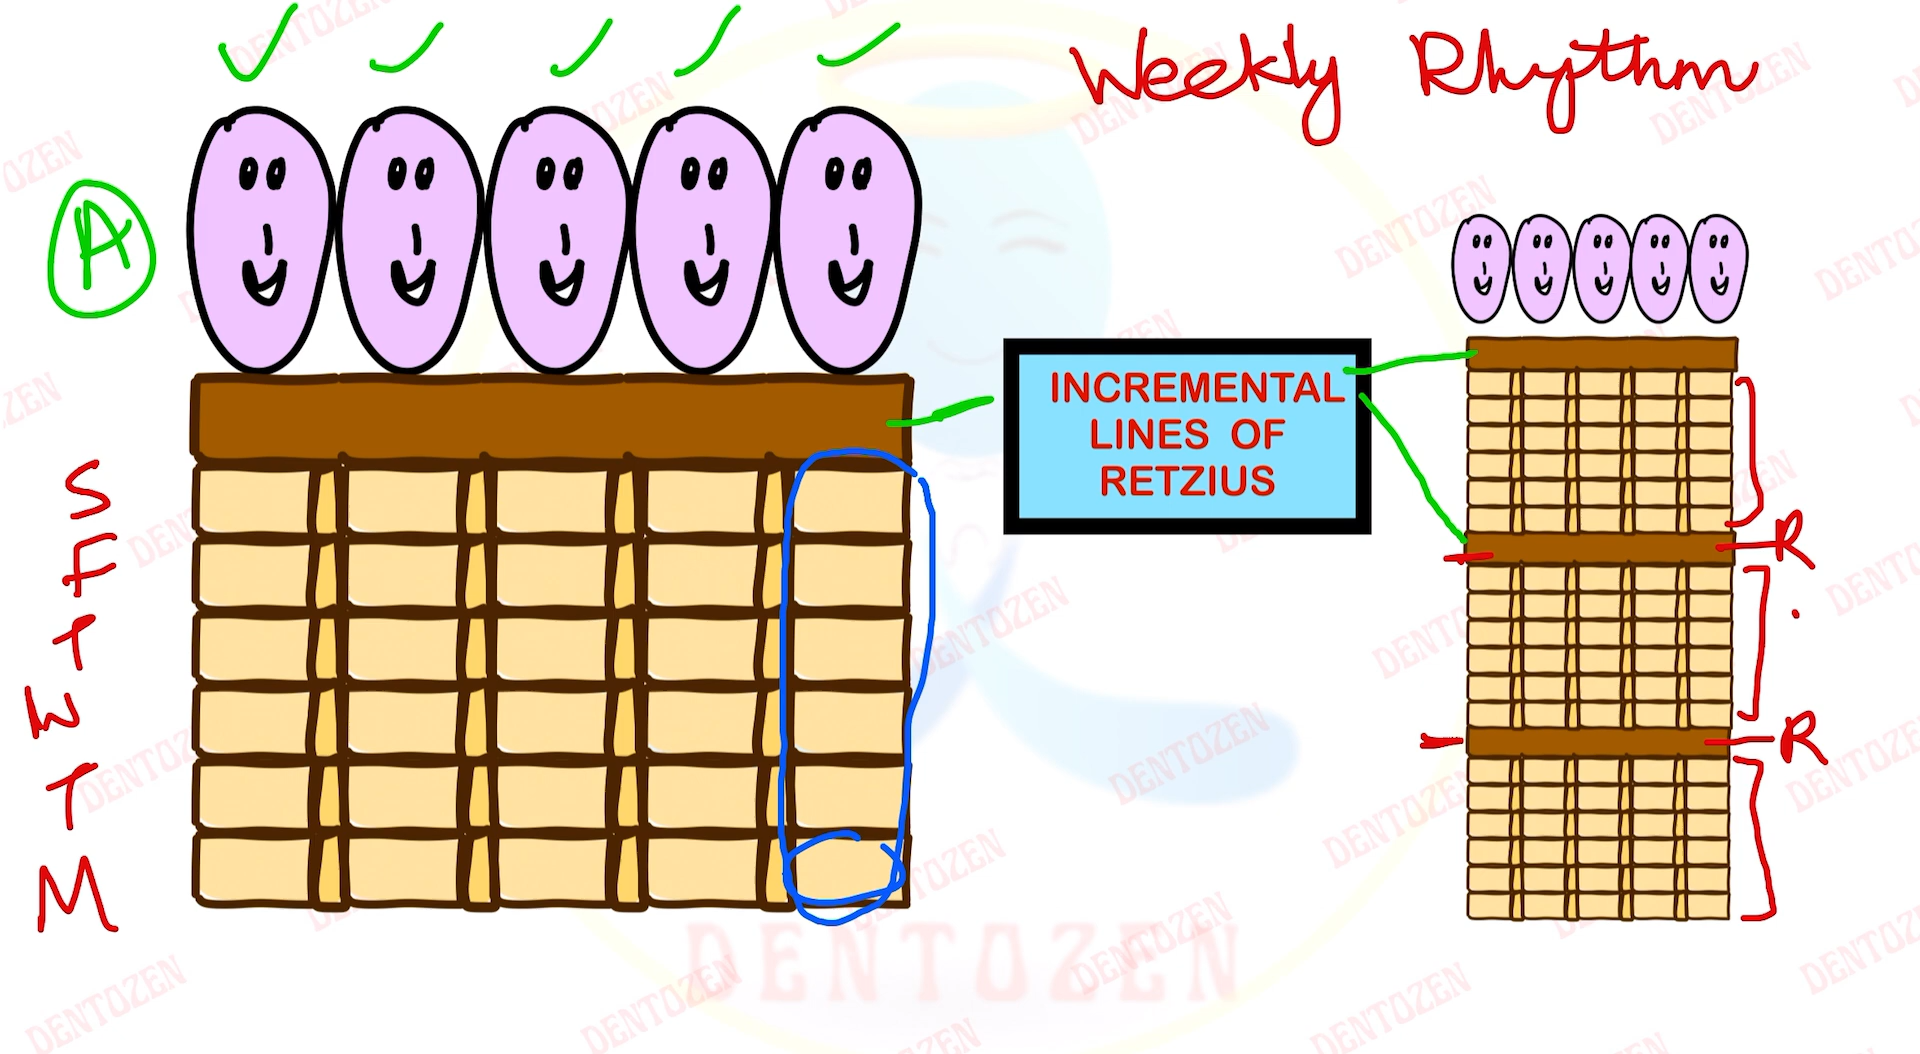 Weekly Rhythm
A
INCREMENTAL
LINES OF
RETZIUS
S
F
T
W
T
M
R
R
DENTOZEN